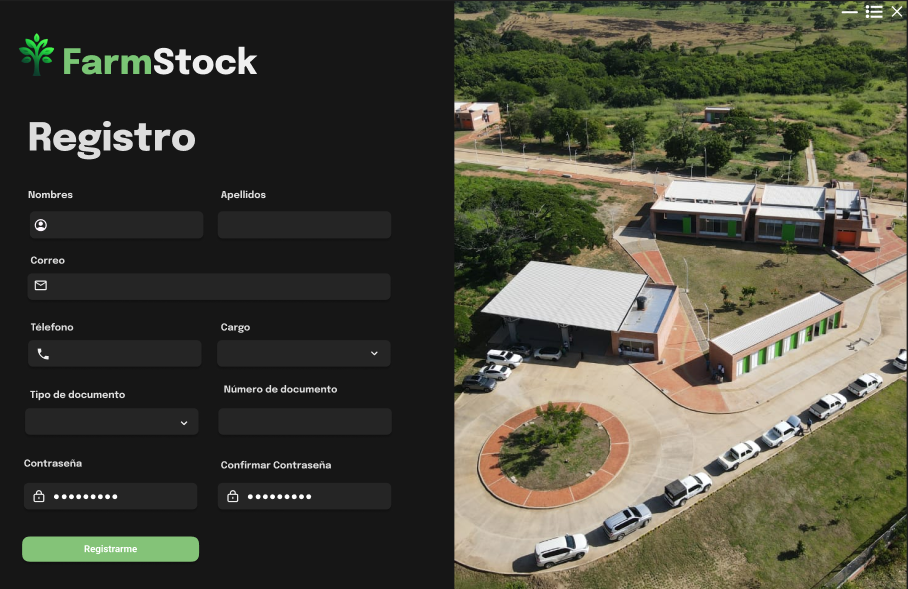 FarmStock
Registro
Nombres
Apellidos
Correo
Télefono
Cargo
Tipo de documento
Número de documento
Contraseña
Confirmar Contraseña
Registrarme